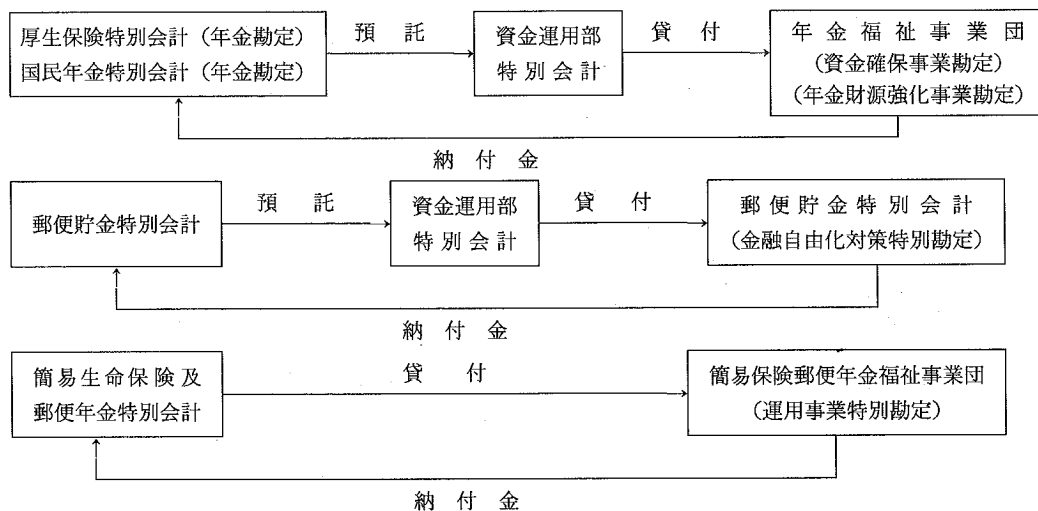 厚生保険特別会計(年金勘定)
国民年金特別会計(年金勘定)
預託
資金運用部
特別会計
貸付
年金福祉事業団
(資金確保事業勘定)
(年金財源強化事業勘定)
納付金
郵便貯金特別会計
預託
資金運用部
特別会計
貸付
郵便貯金特別会計
(金融自由化対策特別勘定)
納付金
簡易生命保険及
郵便年金特別会計
貸付
簡易保険郵便年金福祉事業団
(運用事業特別勘定)
納付金